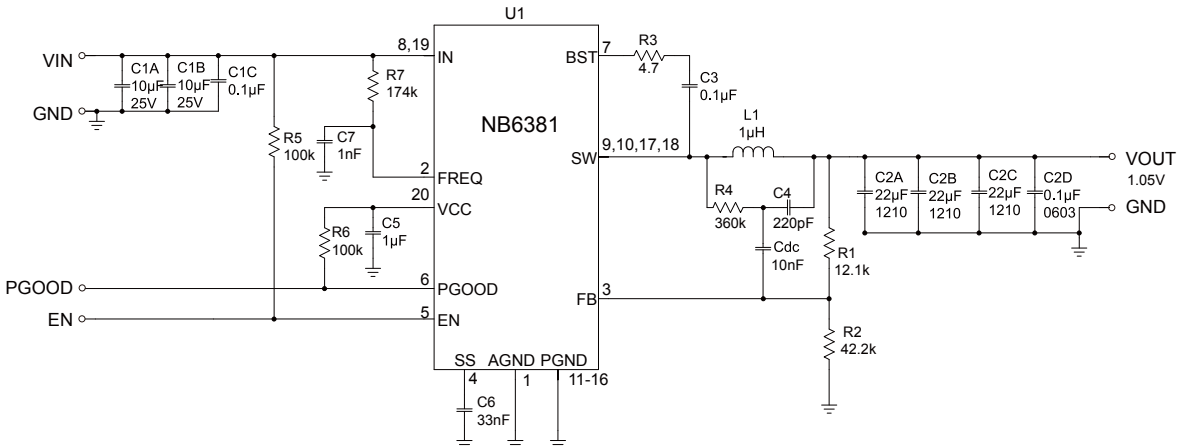 U1
VIN
8,19
IN
BST
7
R3
4.7
C1A
10µF
25V
C1B
10µF
25V
C1C
0.1µF
R7
174k
C3
0.1µF
GND
NB6381
L1
1µH
R5
100k
C7
1nF
SW
9,10,17,18
VOUT
1.05V
2
FREQ
20
VCC
R4
360k
C4
220pF
C2A
22µF
1210
C2B
22µF
1210
C2C
22µF
1210
C2D
0.1µF
0603
GND
R6
100k
C5
1µF
Cdc
10nF
R1
12.1k
PGOOD
6
PGOOD
FB
3
EN
5
EN
R2
42.2k
SS
AGND
PGND
4
1
11-16
C6
33nF